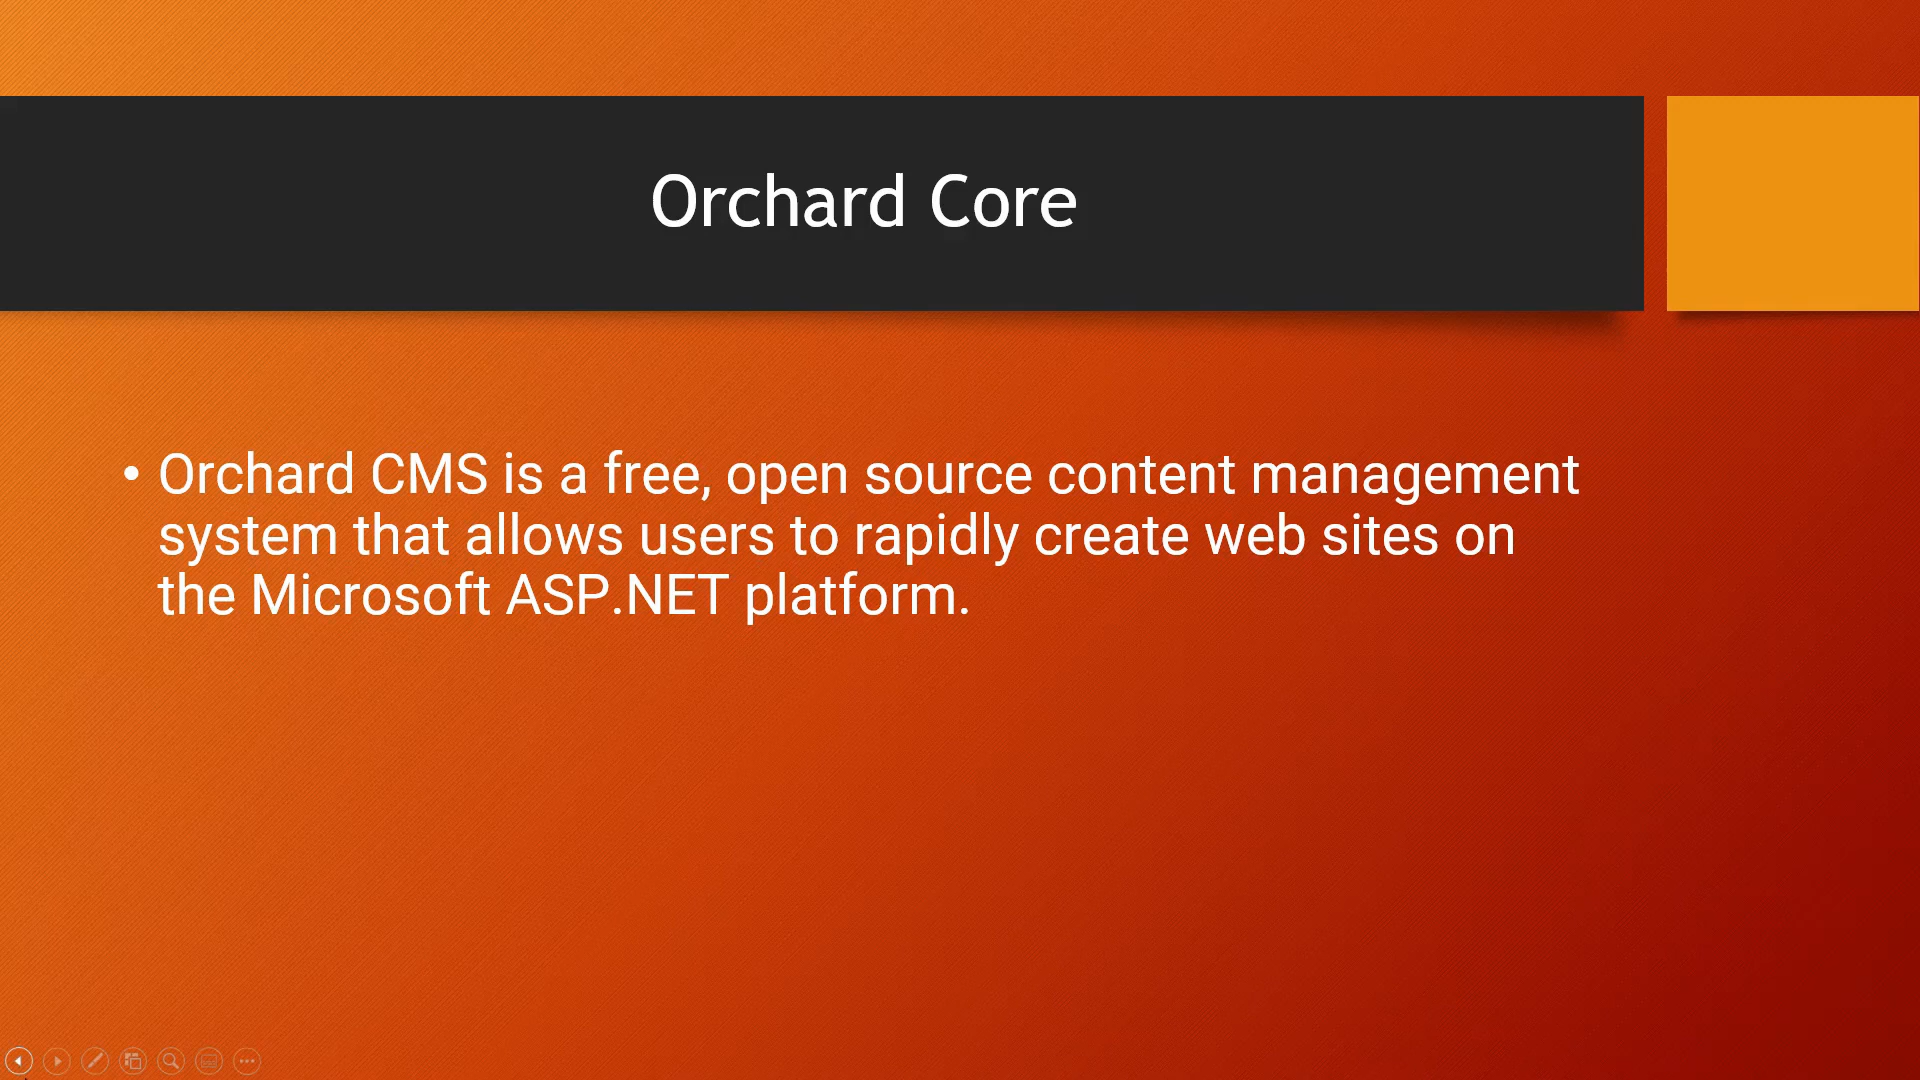 Orchard Core
• Orchard CMS is a free, open source content management
system that allows users to rapidly create web sites on
the Microsoft ASP.NET platform.